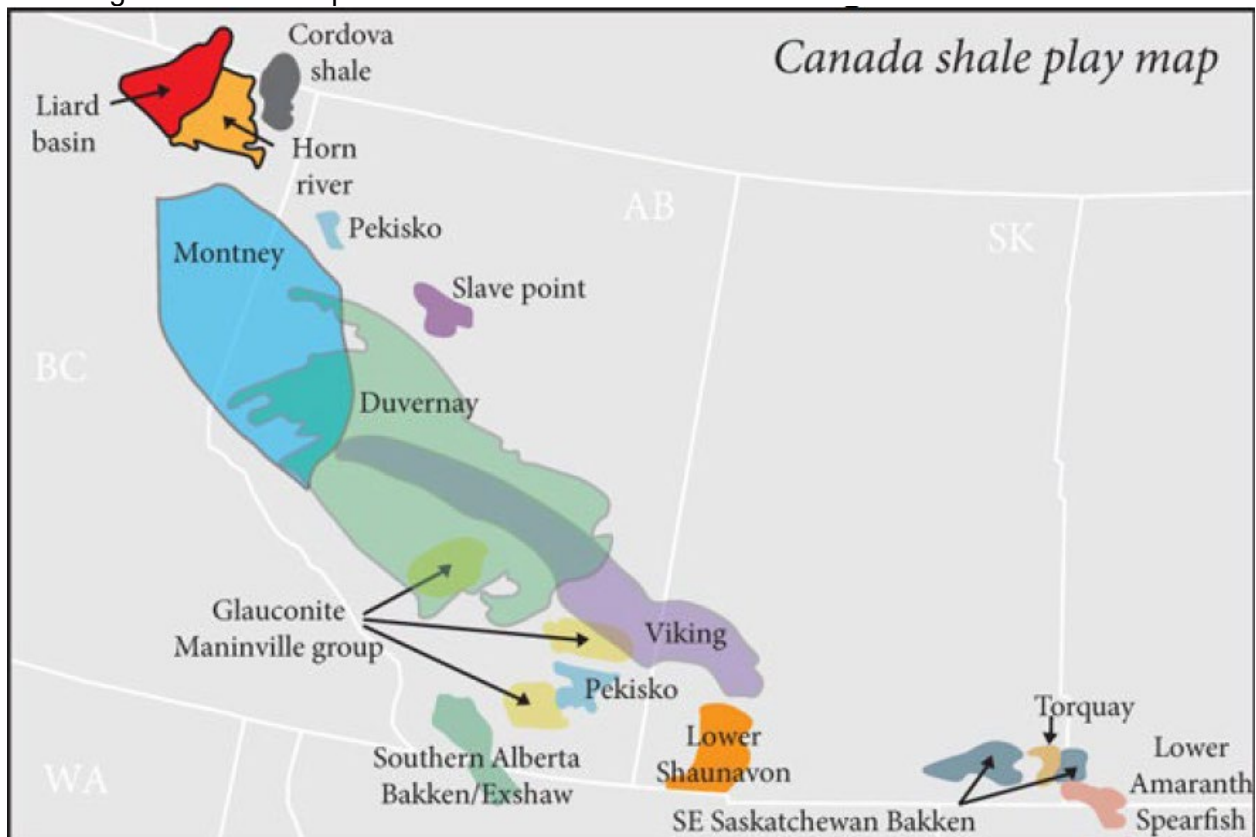 Canada shale play map
Cordova
shale
Liard
basin
Horn
river
AB
Pekisko
SK
Montney
Slave point
BC
Duvernay
Glauconite
Maninville group
Viking
Pekisko
Torquay
Lower
Shaunavon
Lower
Amaranth
Spearfish
Southern Alberta
Bakken/Exshaw
WA
SE Saskatchewan Bakken